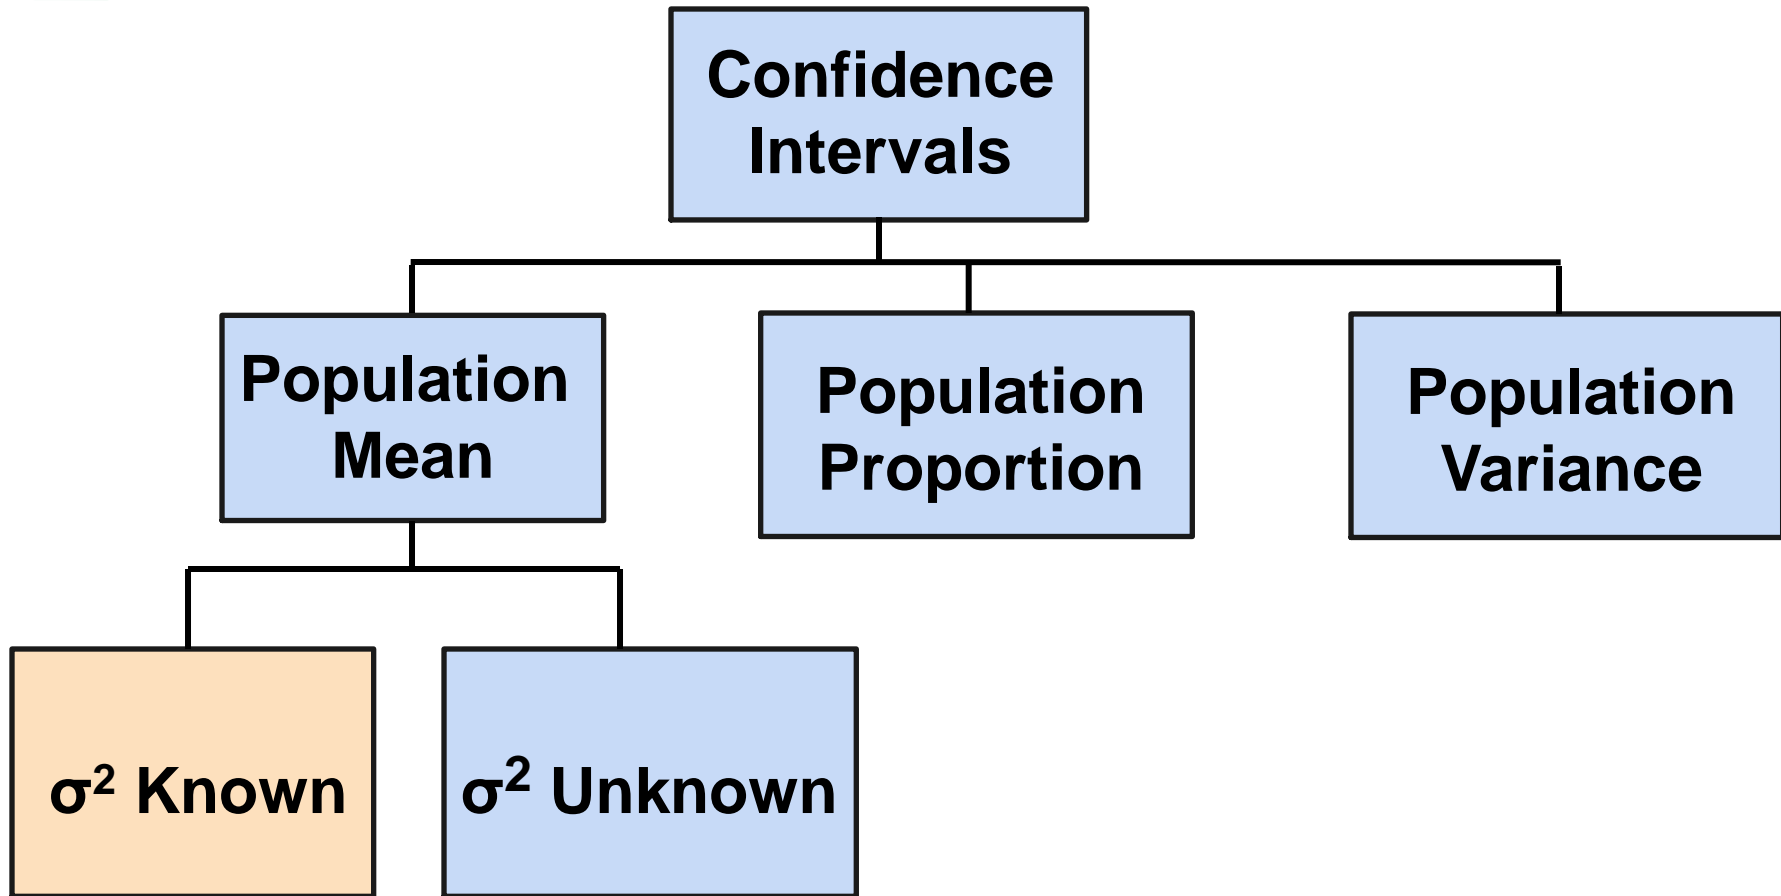 Confidence
Intervals
Population
Mean
Population
Proportion
Population
Variance
σ² Known
σ² Unknown